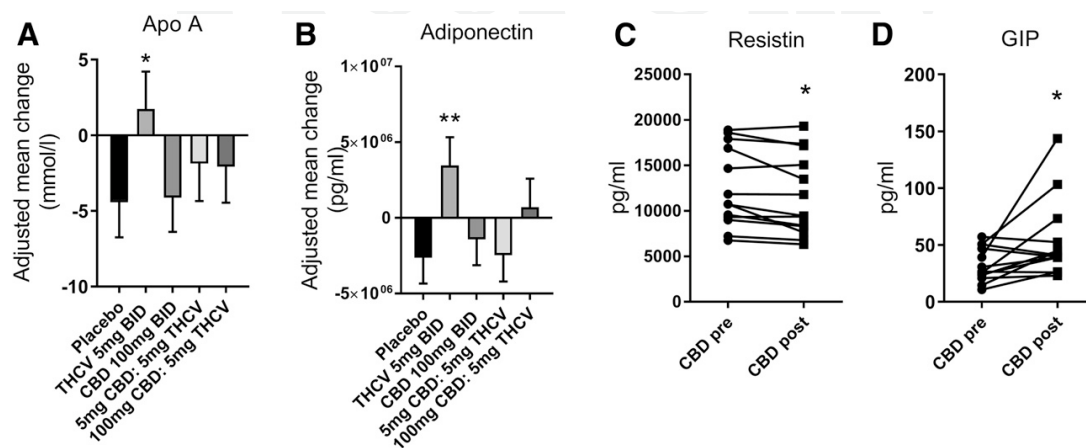 A
Apo A
Adjusted mean change
(mmol/l)
5
0
-5
-10
*
Placebo
THCV 5mg BID
CBD 100mg BID
5mg CBD: 5mg THCV
100mg CBD: 5mg THCV
B
Adiponectin
Adjusted mean change
(pg/ml)
1×10⁰⁷
5×10⁰⁶
0
-5×10⁰⁶
**
Placebo
THCV 5mg BID
CBD 100mg BID
5mg CBD: 5mg THCV
100mg CBD: 5mg THCV
C
Resistin
pg/ml
25000
20000
15000
10000
5000
0
*
CBD pre
CBD post
D
GIP
pg/ml
200
150
100
50
0
*
CBD pre
CBD post